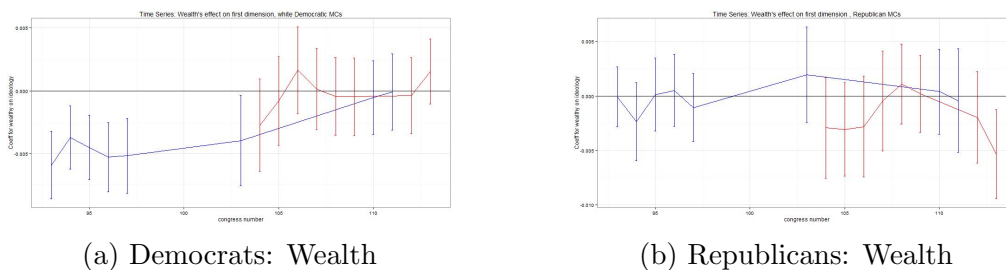 Time Series: Wealth's effect on first dimension, white Democratic MCs
0.005
0.000
-0.005
Coeff for wealthy on ideology
95
100
105
110
congress number
(a) Democrats: Wealth
Time Series: Wealth's effect on first dimension , Republican MCs
0.005
0.000
-0.005
-0.010
Coeff for wealthy on ideology
95
100
105
110
congress number
(b) Republicans: Wealth